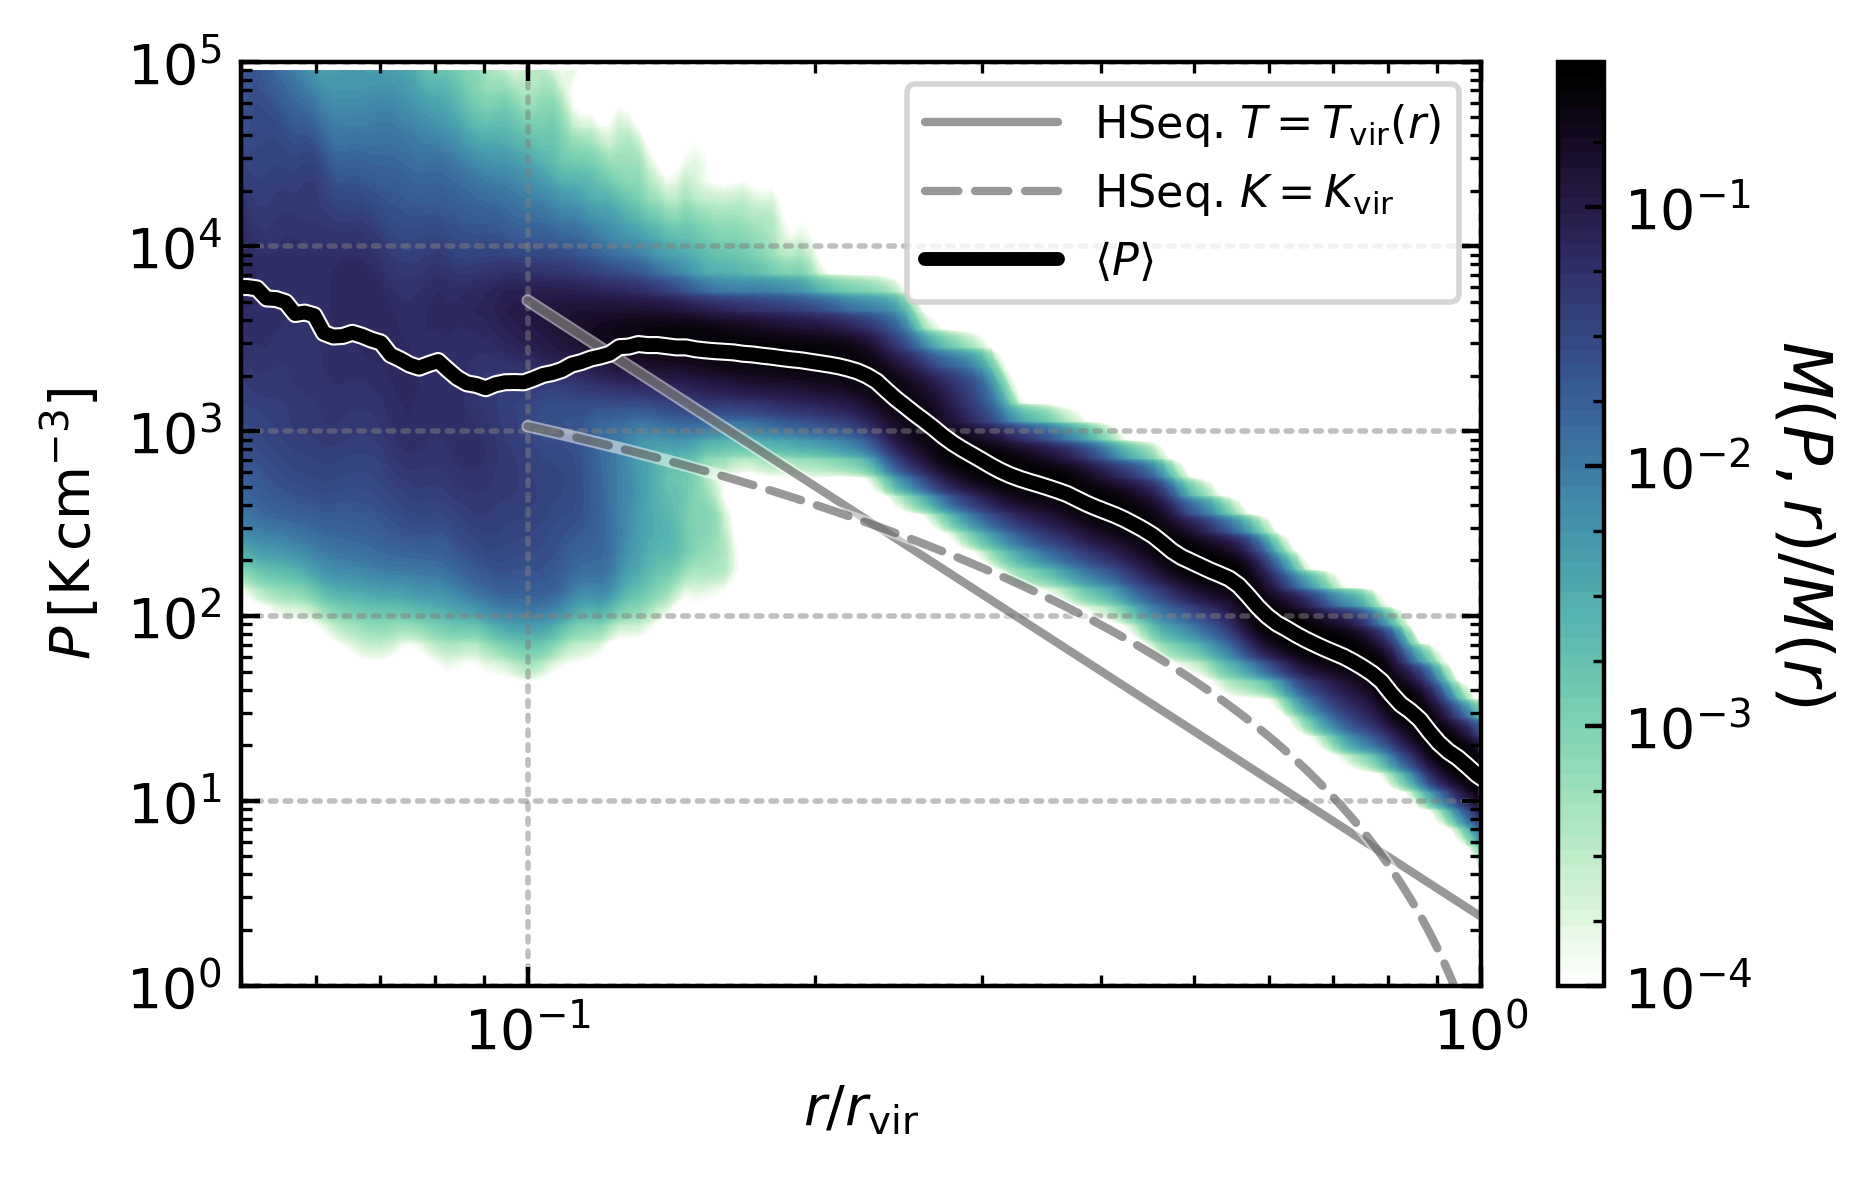 HSeq. T = T_vir(r)
HSeq. K = K_vir
⟨P⟩
10^5
10^4
10^3
10^2
10^1
10^0
P [K cm^−3]
10^−1
10^0
r/r_vir
10^−1
10^−2
10^−3
10^−4
M(P, r)/M(r)